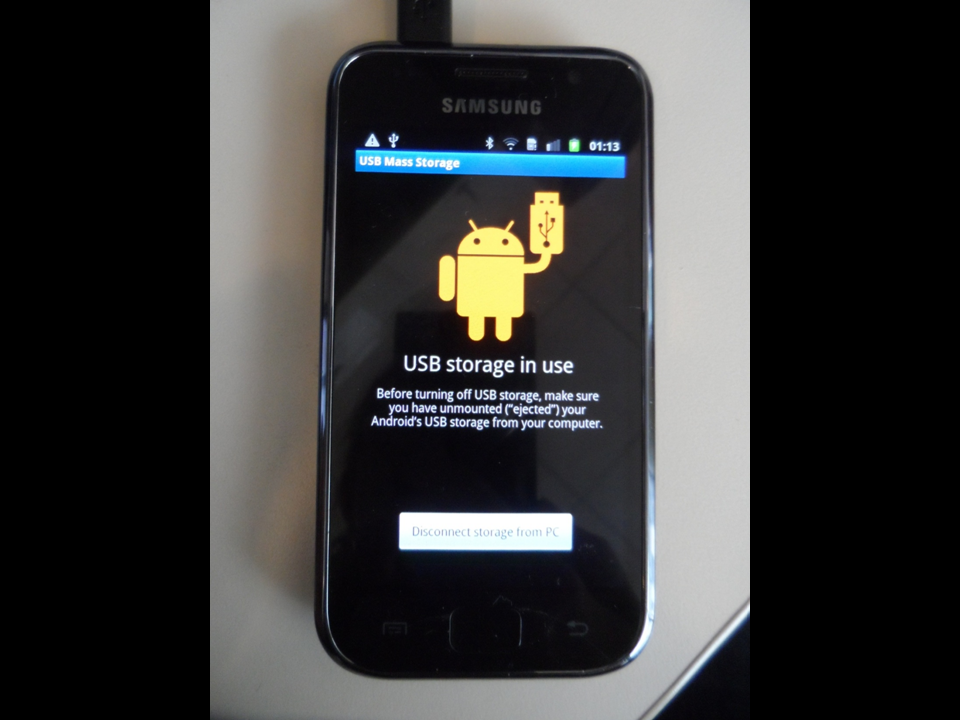 SAMSUNG
01:13
USB Mass Storage
USB storage in use
Before turning off USB storage, make sure
you have unmounted (“ejected”) your
Android’s USB storage from your computer.
Disconnect storage from PC